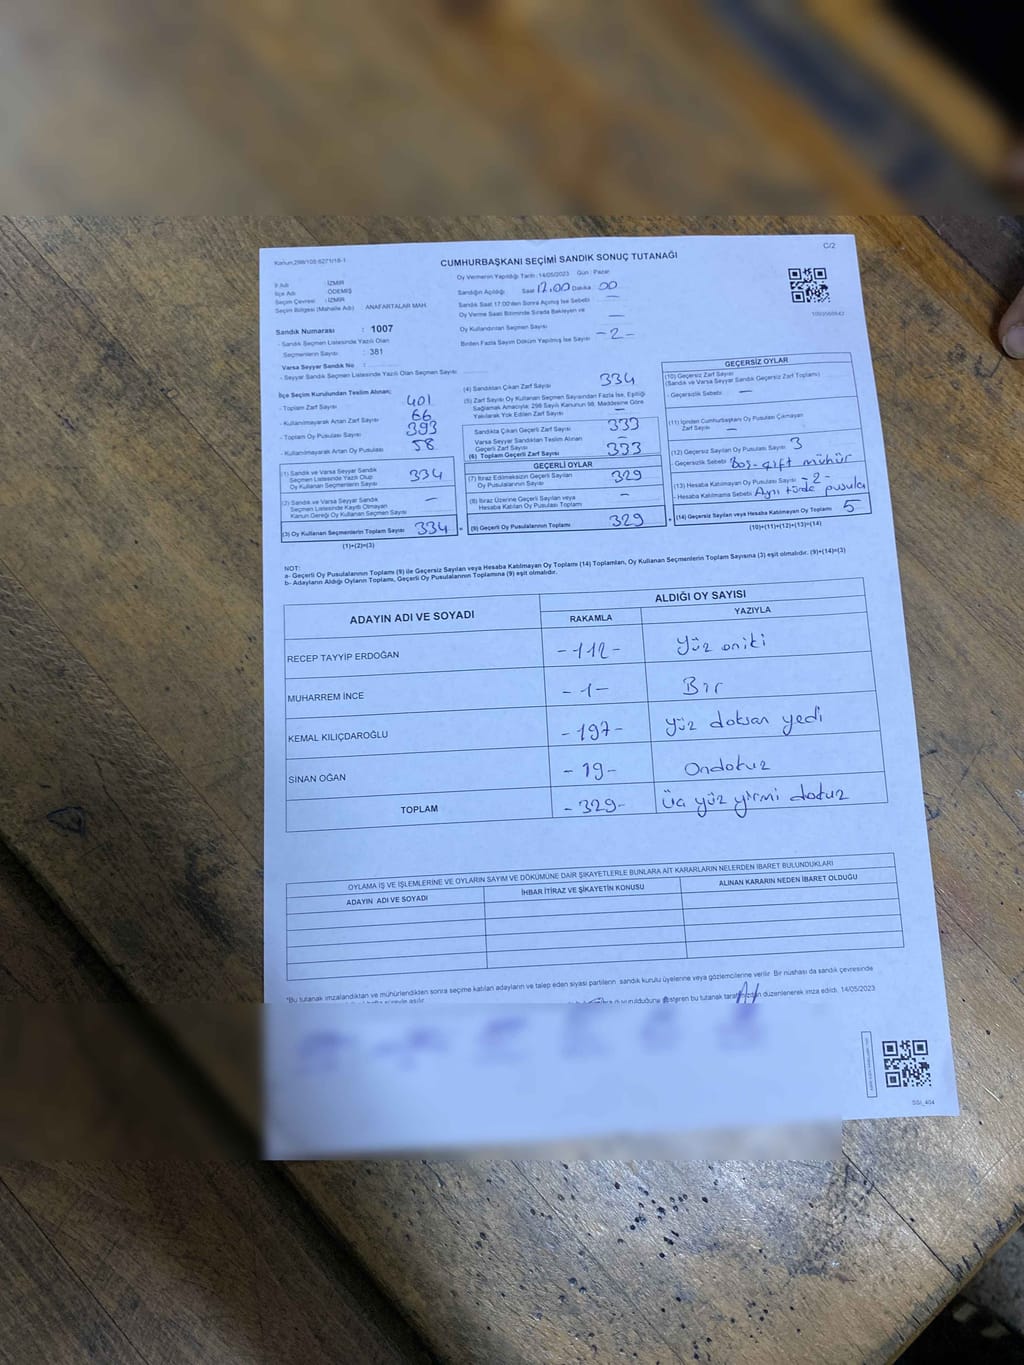 Kanun:298/105-6271/18-1
C/2
CUMHURBAŞKANI SEÇİMİ SANDIK SONUÇ TUTANAĞI
İl Adı : İZMİR
İlçe Adı : ÖDEMİŞ
Seçim Çevresi : İZMİR
Seçim Bölgesi (Mahalle Adı) : ANAFARTALAR MAH.
Sandık Numarası : 1007
- Sandık Seçmen Listesinde Yazılı Olan
Seçmenlerin Sayısı : 381
Varsa Seyyar Sandık No :
- Seyyar Sandık Seçmen Listesinde Yazılı Olan Seçmen Sayısı
Oy Vermenin Yapıldığı Tarih : 14/05/2023 Gün : Pazar
Sandığın Açıldığı : Saat 17.00 Dakika 00
Sandık Saat 17:00'den Sonra Açılmış İse Sebebi : —
Oy Verme Saati Bitiminde Sırada Bekleyen ve
Oy Kullandırılan Seçmen Sayısı —
Birden Fazla Sayım Döküm Yapılmış İse Sayısı : - 2 -
İlçe Seçim Kurulundan Teslim Alınan;
- Toplam Zarf Sayısı 401
- Kullanılmayarak Artan Zarf Sayısı 66
- Toplam Oy Pusulası Sayısı 393
- Kullanılmayarak Artan Oy Pusulası Sayısı 58
(1) Sandık ve Varsa Seyyar Sandık
Seçmen Listesinde Yazılı Olup
Oy Kullanan Seçmenlerin Sayısı 334
(2) Sandık ve Varsa Seyyar Sandık
Seçmen Listesinde Kayıtlı Olmayan
Kanun Gereği Oy Kullanan Seçmen Sayısı —
(3) Oy Kullanan Seçmenlerin Toplam Sayısı 334
(1)+(2)=(3)
(4) Sandıktan Çıkan Zarf Sayısı 334
(5) Zarf Sayısı Oy Kullanan Seçmen Sayısından Fazla İse, Eşitliği
Sağlamak Amacıyla; 298 Sayılı Kanunun 98. Maddesine Göre
Yakılarak Yok Edilen Zarf Sayısı —
Sandıkta Çıkan Geçerli Zarf Sayısı 333
Varsa Seyyar Sandıktan Teslim Alınan
Geçerli Zarf Sayısı —
(6) Toplam Geçerli Zarf Sayısı 333
GEÇERLİ OYLAR
(7) İtiraz Edilmeksizin Geçerli Sayılan
Oy Pusulasının Sayısı 329
(8) İtiraz Üzerine Geçerli Sayılan veya
Hesaba Katılan Oy Pusulası Toplamı —
(9) Geçerli Oy Pusulalarının Toplamı 329
GEÇERSİZ OYLAR
(10) Geçersiz Zarf Sayısı
(Sandık ve Varsa Seyyar Sandık Geçersiz Zarf Toplamı)
- Geçersizlik Sebebi : —
(11) İçinden Cumhurbaşkanı Oy Pusulası Çıkmayan
Zarf Sayısı —
(12) Geçersiz Sayılan Oy Pusulası Sayısı 3
- Geçersizlik Sebebi : Boş-çift mühür
(13) Hesaba Katılmayan Oy Pusulası Sayısı -2-
- Hesaba Katılmama Sebebi : Aynı türde pusula
(14) Geçersiz Sayılan veya Hesaba Katılmayan Oy Toplamı 5
(10)+(11)+(12)+(13)=(14)
NOT:
a- Geçerli Oy Pusulalarının Toplamı (9) ile Geçersiz Sayılan veya Hesaba Katılmayan Oy Toplamı (14) Toplamları, Oy Kullanan Seçmenlerin Toplam Sayısına (3) eşit olmalıdır. (9)+(14)=(3)
b- Adayların Aldığı Oyların Toplamı, Geçerli Oy Pusulalarının Toplamına (9) eşit olmalıdır.
ADAYIN ADI VE SOYADI ALDIĞI OY SAYISI
RAKAMLA YAZIYLA
RECEP TAYYİP ERDOĞAN -112- Yüz oniki
MUHARREM İNCE -1- Bir
KEMAL KILIÇDAROĞLU -197- Yüz doksan yedi
SİNAN OĞAN -19- Ondokuz
TOPLAM -329- Üç yüz yirmi dokuz
OYLAMA İŞ VE İŞLEMLERİNE VE OYLARIN SAYIM VE DÖKÜMÜNE DAİR ŞİKAYETLERLE BUNLARA AİT KARARLARIN NELERDEN İBARET BULUNDUKLARI
ADAYIN ADI VE SOYADI İHBAR İTİRAZ VE ŞİKAYETİN KONUSU ALINAN KARARIN NEDEN İBARET OLDUĞU
*Bu tutanak imzalandıktan ve mühürlendikten sonra seçime katılan adayların ve talep eden siyasi partilerin sandık kurulu üyelerine veya gözlemcilerine verilir. Bir nüshası da sandık çevresinde
duyurulduğunu gösteren bu tutanak tarafımızdan düzenlenerek imza edildi. 14/05/2023
SSI_404